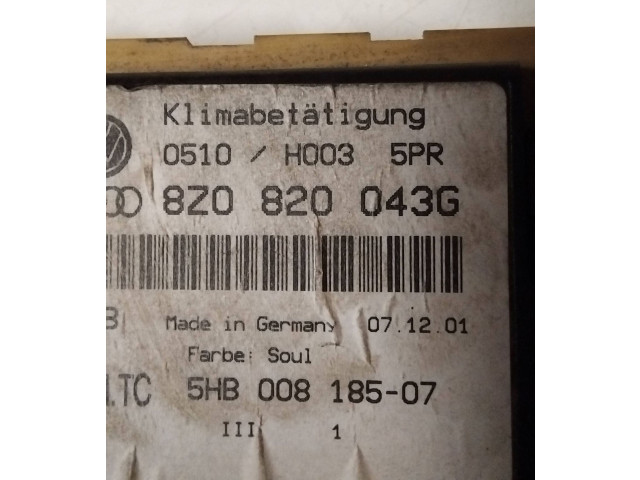 Klimabetätigung
0510 / H003 5PR
8Z0 820 043G
Made in Germany 07.12.01
Farbe: Soul
.TC 5HB 008 185-07
III 1